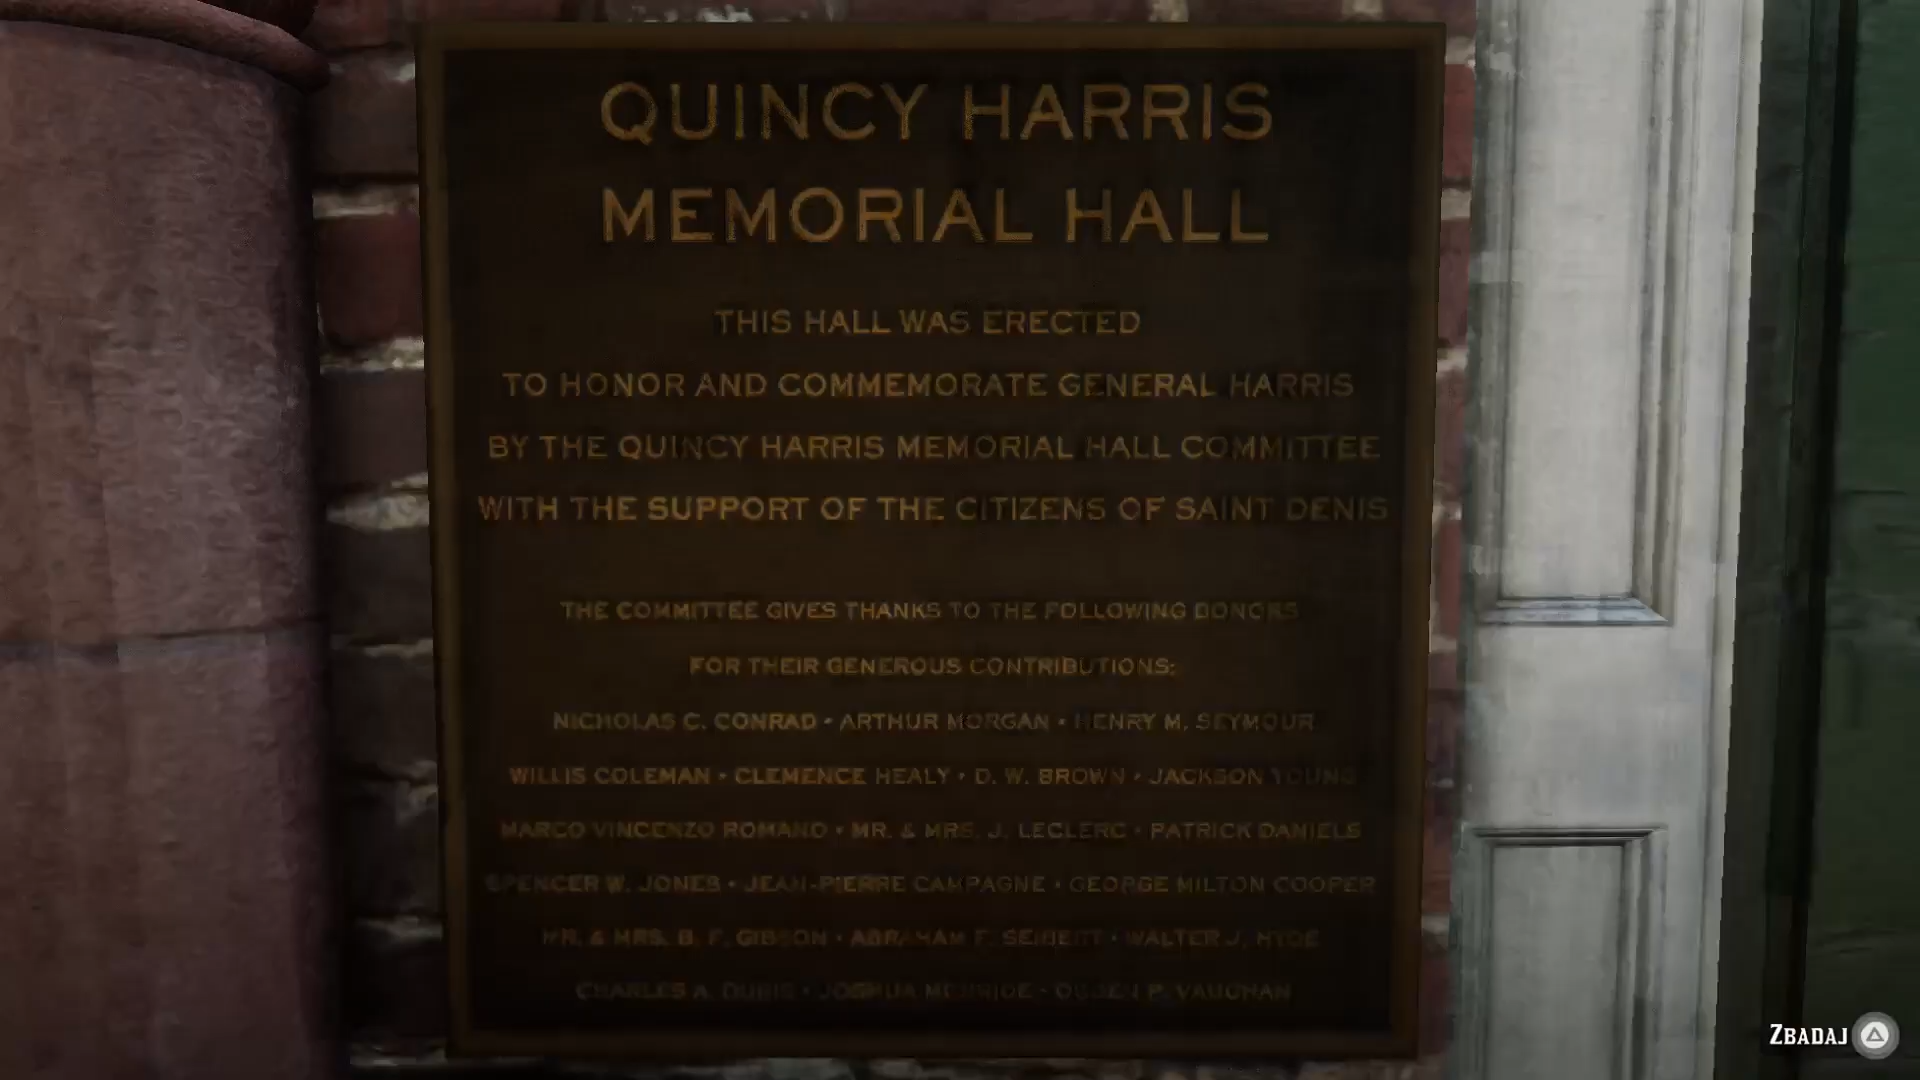 QUINCY HARRIS
MEMORIAL HALL
THIS HALL WAS ERECTED
TO HONOR AND COMMEMORATE GENERAL HARRIS
BY THE QUINCY HARRIS MEMORIAL HALL COMMITTEE
WITH THE SUPPORT OF THE CITIZENS OF SAINT DENIS
THE COMMITTEE GIVES THANKS TO THE FOLLOWING DONORS
FOR THEIR GENEROUS CONTRIBUTIONS:
NICHOLAS C. CONRAD • ARTHUR MORGAN • HENRY M. SEYMOUR
WILLIS COLEMAN • CLEMENCE HEALY • D. W. BROWN • JACKSON YOUNG
MARCO VINCENZO ROMANO • MR. & MRS. J. LECLERC • PATRICK DANIELS
SPENCER W. JONES • JEAN-PIERRE CAMPAGNE • GEORGE MILTON COOPER
MR. & MRS. B. F. GIBSON • ABRAHAM F. • WALTER J. HYDE
CHARLES A. • JOSHUA • OGDEN P. VAUGHAN
ZBADAJ